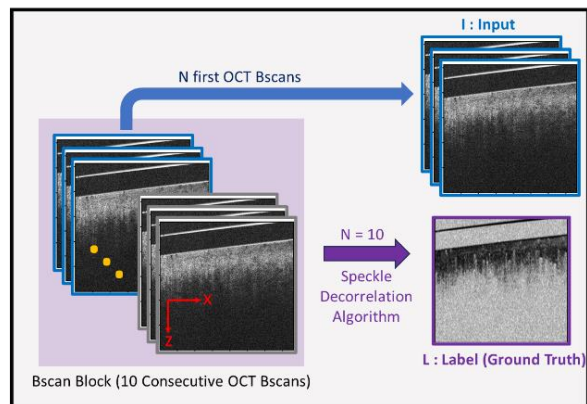 I : Input
N first OCT Bscans
X
Z
N = 10
Speckle
Decorrelation
Algorithm
Bscan Block (10 Consecutive OCT Bscans)
L : Label (Ground Truth)